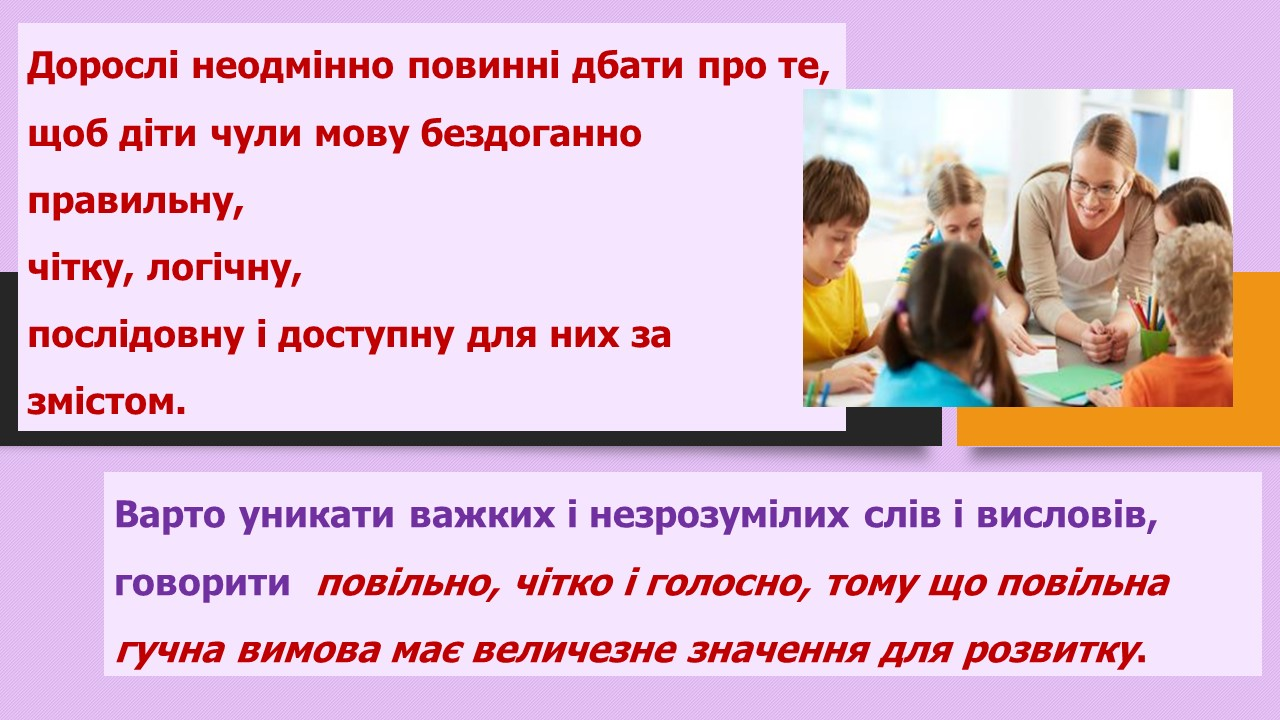 Дорослі неодмінно повинні дбати про те,
щоб діти чули мову бездоганно
правильну,
чітку, логічну,
послідовну і доступну для них за
змістом.
Варто уникати важких і незрозумілих слів і висловів,
говорити повільно, чітко і голосно, тому що повільна
гучна вимова має величезне значення для розвитку.